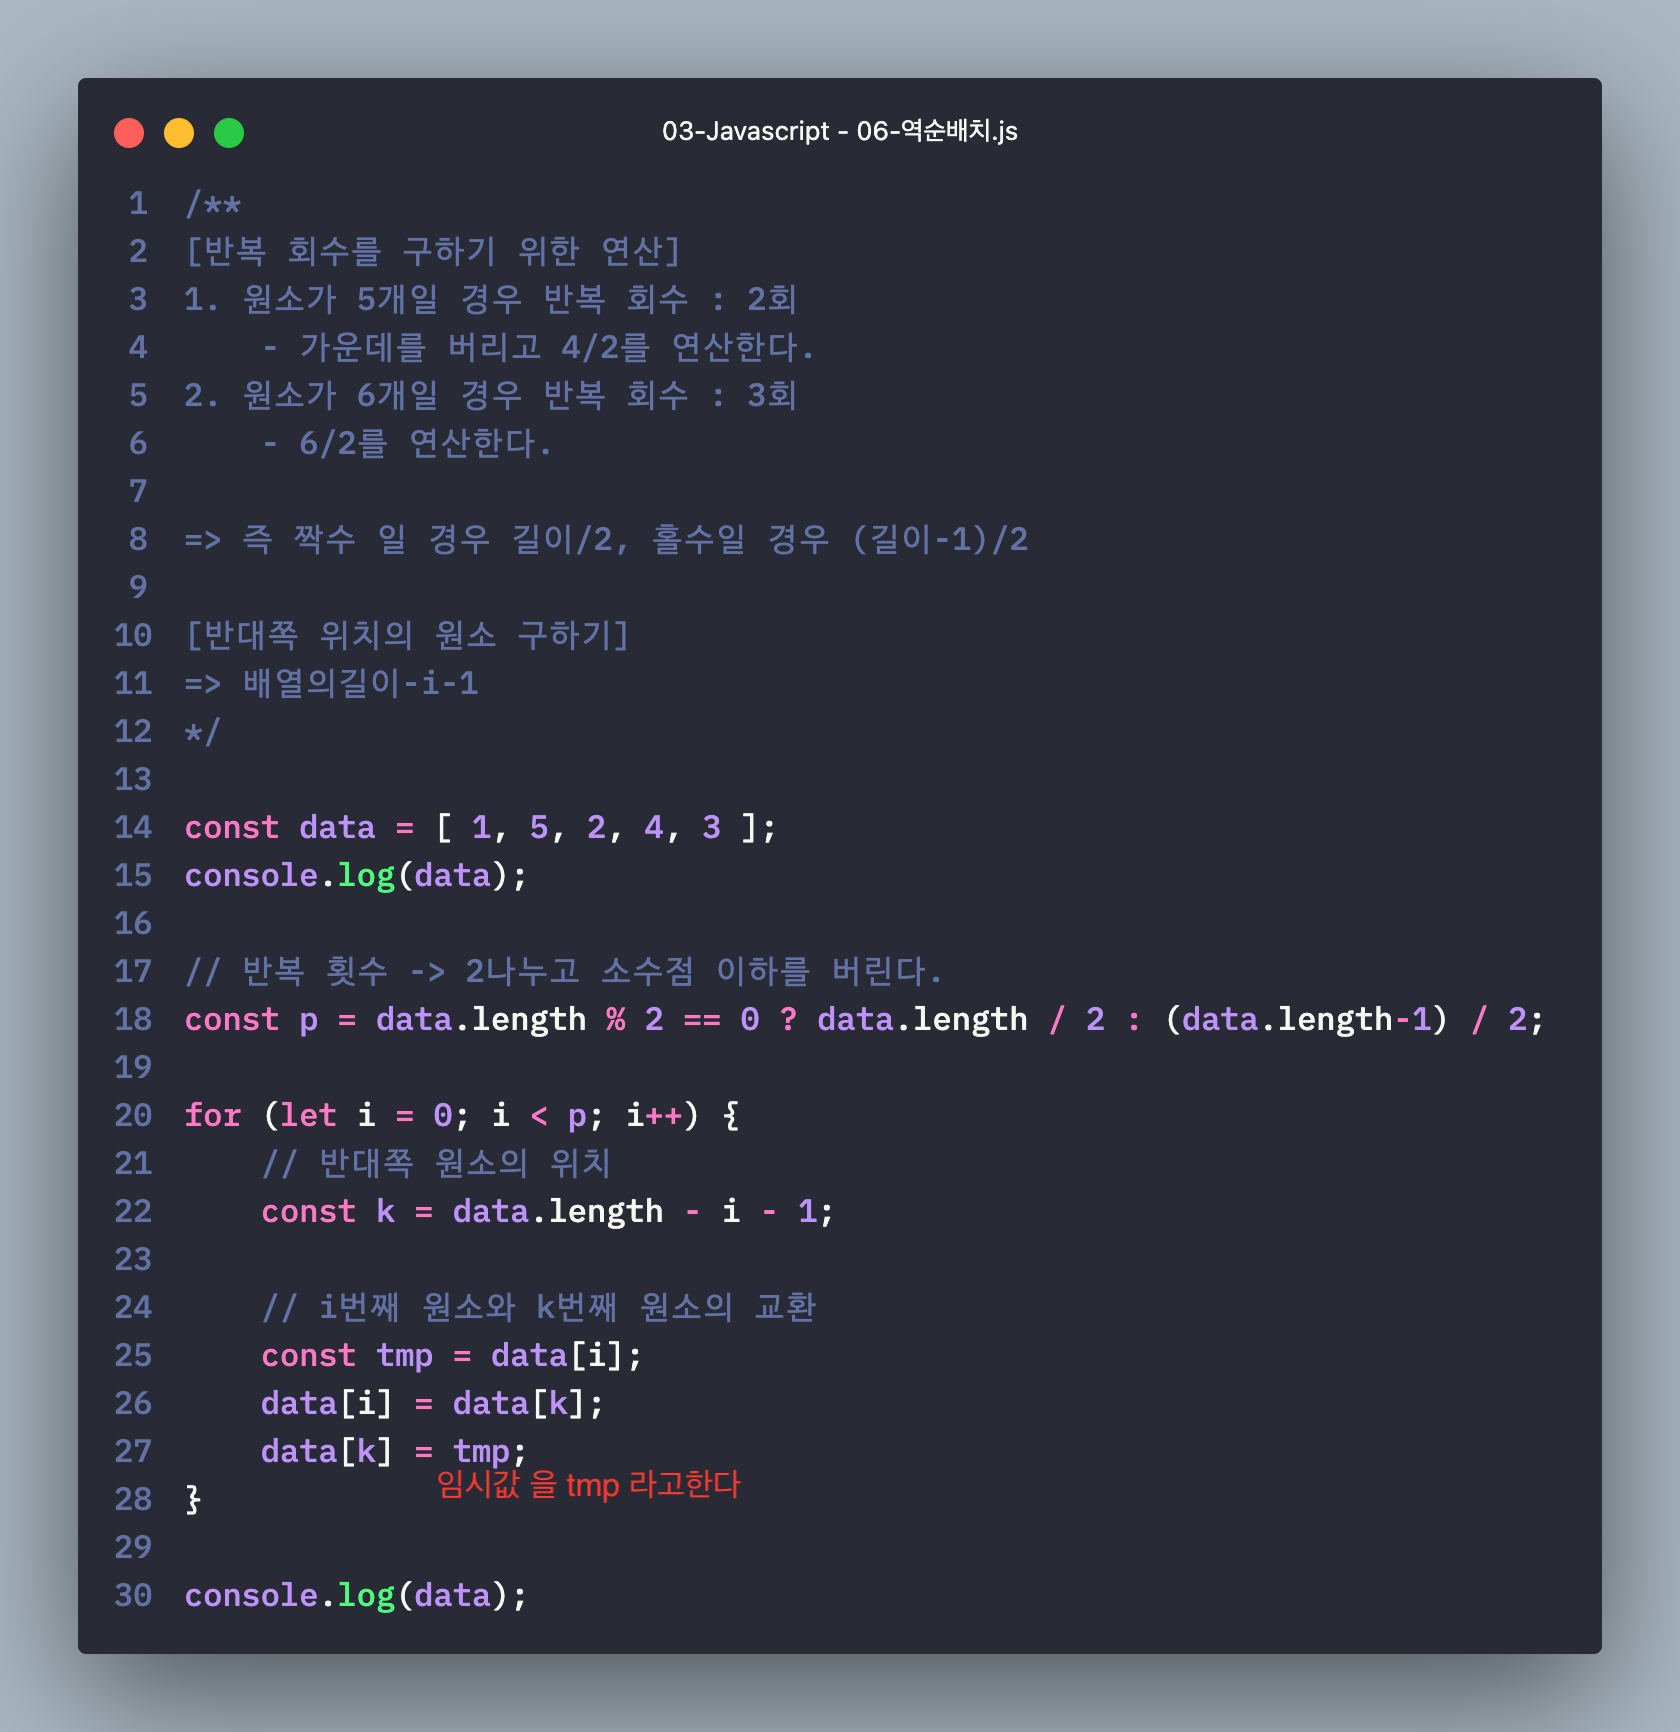 03-Javascript - 06-역순배치.js
1 /**
2 [반복 회수를 구하기 위한 연산]
3 1. 원소가 5개일 경우 반복 회수 : 2회
4     - 가운데를 버리고 4/2를 연산한다.
5 2. 원소가 6개일 경우 반복 회수 : 3회
6     - 6/2를 연산한다.
7
8 => 즉 짝수 일 경우 길이/2, 홀수일 경우 (길이-1)/2
9
10 [반대쪽 위치의 원소 구하기]
11 => 배열의길이-i-1
12 */
13
14 const data = [ 1, 5, 2, 4, 3 ];
15 console.log(data);
16
17 // 반복 횟수 -> 2나누고 소수점 이하를 버린다.
18 const p = data.length % 2 == 0 ? data.length / 2 : (data.length-1) / 2;
19
20 for (let i = 0; i < p; i++) {
21     // 반대쪽 원소의 위치
22     const k = data.length - i - 1;
23
24     // i번째 원소와 k번째 원소의 교환
25     const tmp = data[i];
26     data[i] = data[k];
27     data[k] = tmp;
임시값 을 tmp 라고한다
28 }
29
30 console.log(data);